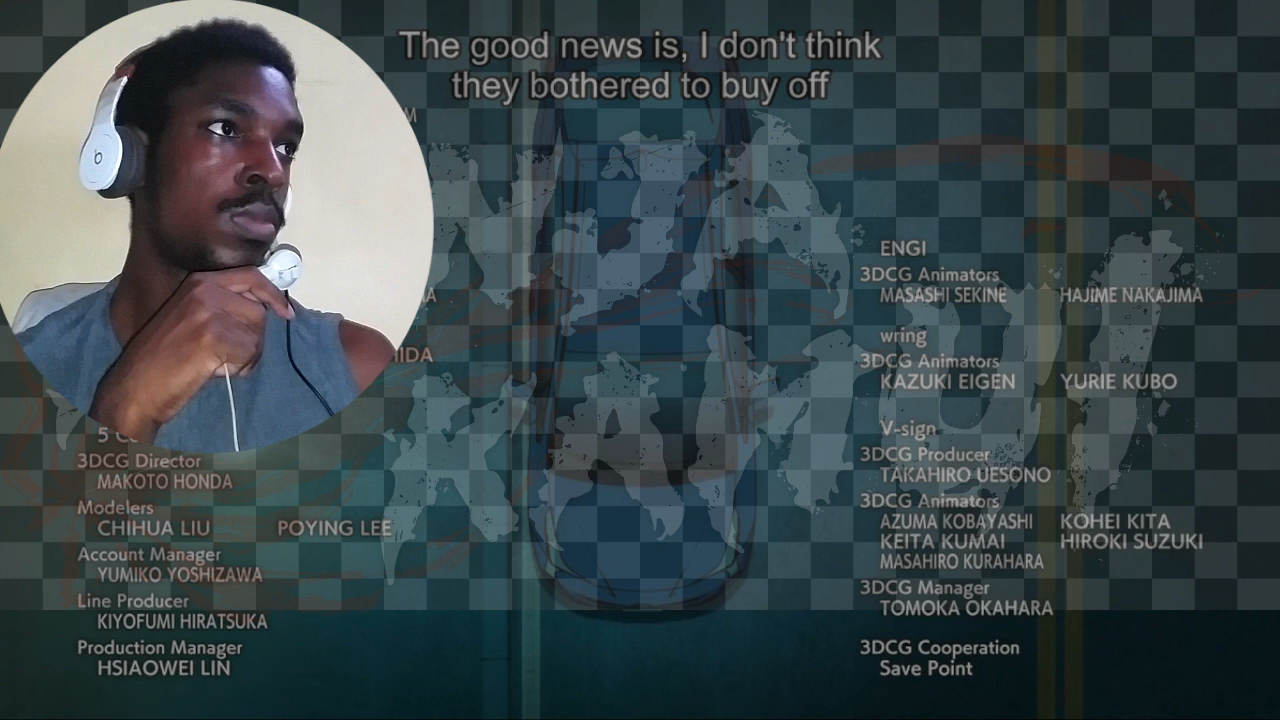 The good news is, I don't think
they bothered to buy off
3DCG Director
MAKOTO HONDA
Modelers
CHIHUA LIU POYING LEE
Account Manager
YUMIKO YOSHIZAWA
Line Producer
KIYOFUMI HIRATSUKA
Production Manager
HSIAOWEI LIN
ENGI
3DCG Animators
MASASHI SEKINE HAJIME NAKAJIMA
wring
3DCG Animators
KAZUKI EIGEN YURIE KUBO
V-sign
3DCG Producer
TAKAHIRO UESONO
3DCG Animators
AZUMA KOBAYASHI KOHEI KITA
KEITA KUMAI HIROKI SUZUKI
MASAHIRO KURAHARA
3DCG Manager
TOMOKA OKAHARA
3DCG Cooperation
Save Point